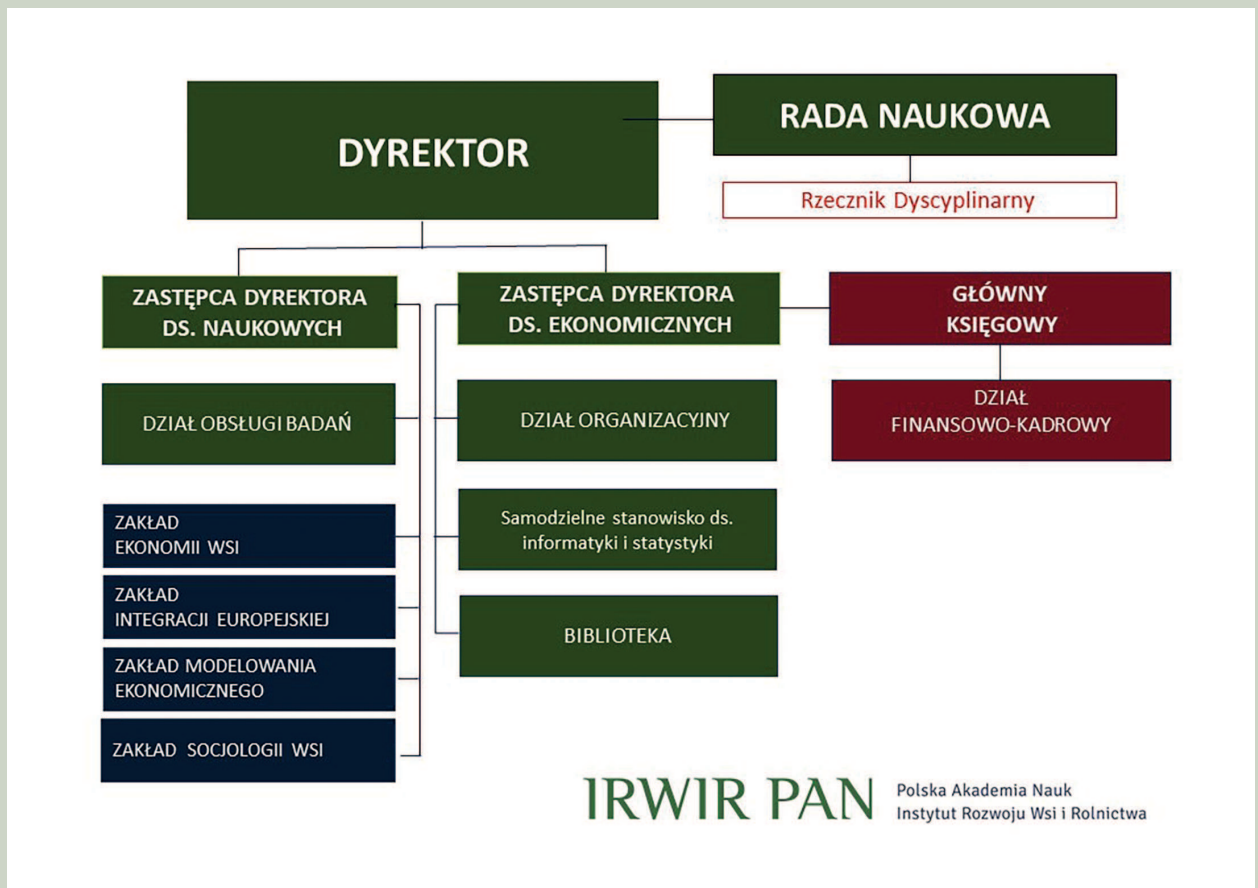 DYREKTOR
RADA NAUKOWA
Rzecznik Dyscyplinarny
ZASTĘPCA DYREKTORA
DS. NAUKOWYCH
ZASTĘPCA DYREKTORA
DS. EKONOMICZNYCH
GŁÓWNY
KSIĘGOWY
DZIAŁ OBSŁUGI BADAŃ
DZIAŁ ORGANIZACYJNY
DZIAŁ
FINANSOWO-KADROWY
ZAKŁAD
EKONOMII WSI
Samodzielne stanowisko ds.
informatyki i statystyki
ZAKŁAD
INTEGRACJI EUROPEJSKIEJ
BIBLIOTEKA
ZAKŁAD MODELOWANIA
EKONOMICZNEGO
ZAKŁAD SOCJOLOGII WSI
IRWIR PAN
Polska Akademia Nauk
Instytut Rozwoju Wsi i Rolnictwa